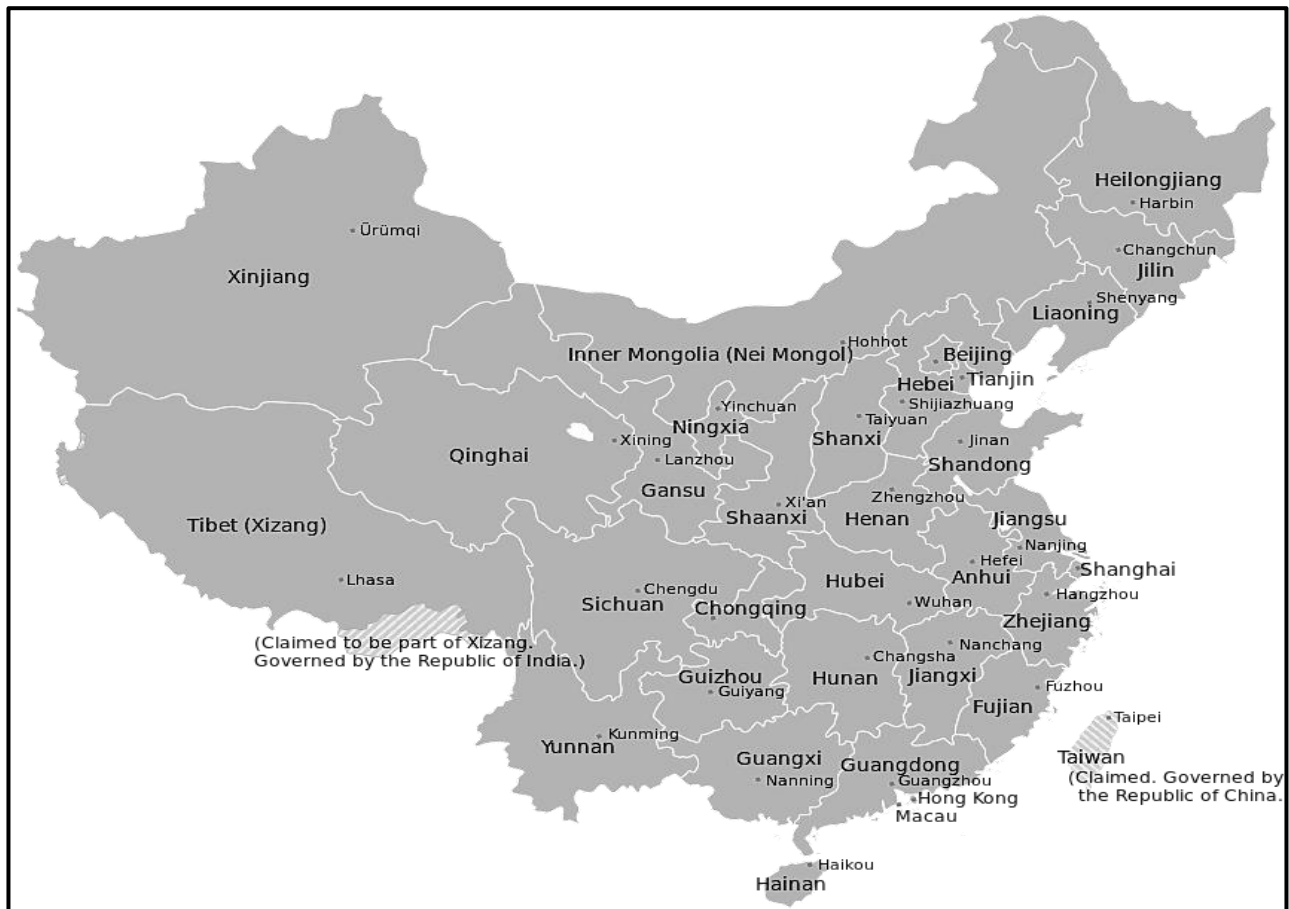 Heilongjiang
Harbin
Ürümqi
Changchun
Jilin
Xinjiang
Shenyang
Liaoning
Hohhot
Inner Mongolia (Nei Mongol)
Beijing
Tianjin
Hebei
Shijiazhuang
Yinchuan
Taiyuan
Ningxia
Shanxi
Xining
Jinan
Qinghai
Lanzhou
Shandong
Gansu
Zhengzhou
Xi'an
Shaanxi
Henan
Jiangsu
Tibet (Xizang)
Nanjing
Hefei
Shanghai
Anhui
Lhasa
Hubei
Chengdu
Hangzhou
Sichuan
Chongqing
Wuhan
Zhejiang
(Claimed to be part of Xizang.
Governed by the Republic of India.)
Nanchang
Changsha
Guizhou
Hunan
Jiangxi
Guiyang
Fuzhou
Fujian
Taipei
Kunming
Yunnan
Guangxi
Taiwan
(Claimed. Governed by
the Republic of China.
Guangdong
Nanning
Guangzhou
Hong Kong
Macau
Haikou
Hainan